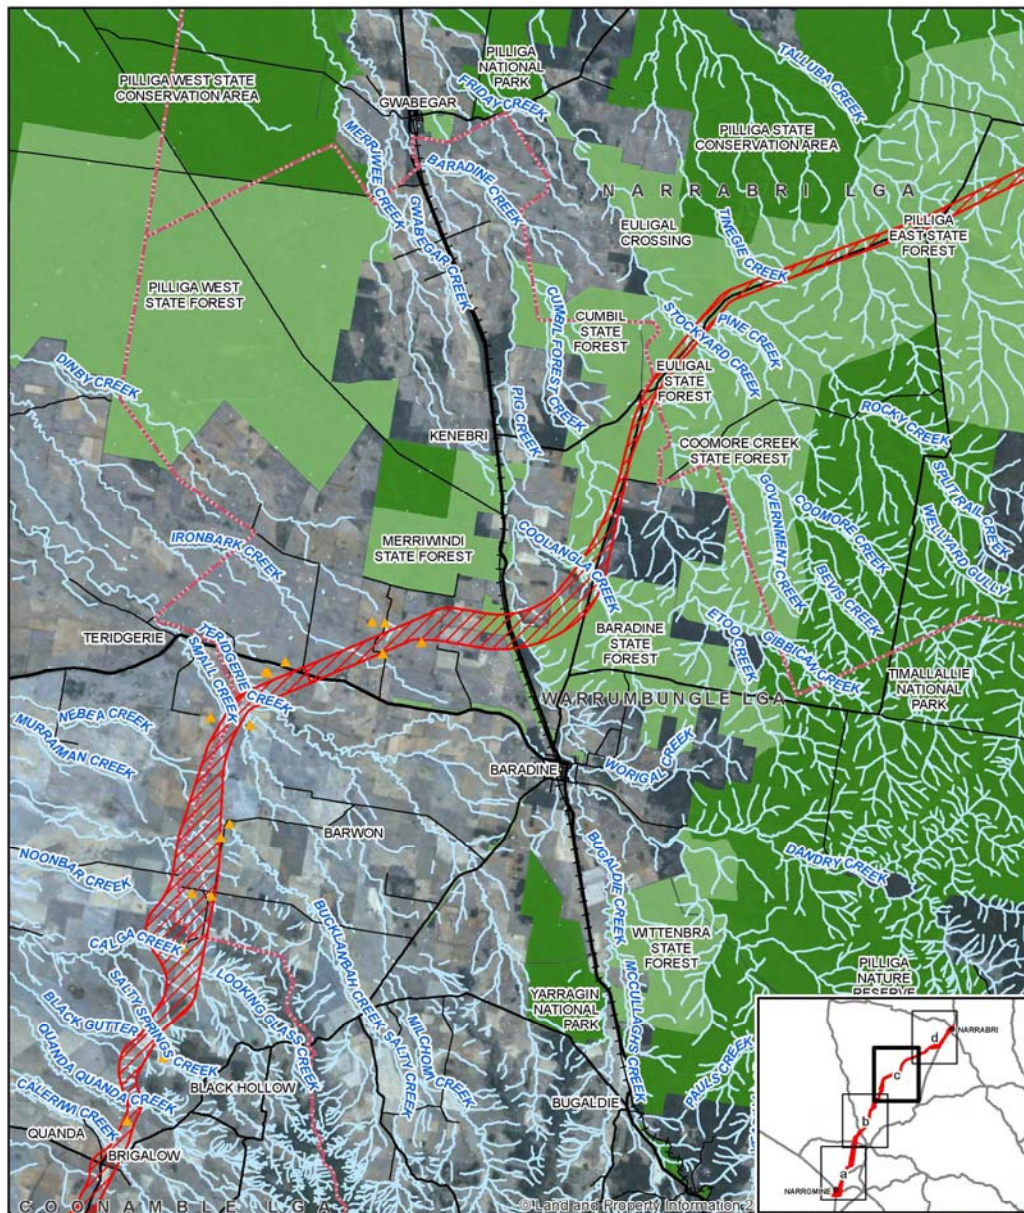 PILLIGA WEST STATE
CONSERVATION AREA
GWABEGAR
PILLIGA
NATIONAL
PARK
FRIDAY CREEK
TALLUBA CREEK
MERRIWEE CREEK
BARADINE CREEK
PILLIGA STATE
CONSERVATION AREA
NARRABRI LGA
GWABEGAR CREEK
EULIGAL
CROSSING
TINEGIE CREEK
PILLIGA
EAST STATE
FOREST
PILLIGA WEST
STATE FOREST
CUMBIL FOREST CREEK
CUMBIL
STATE
FOREST
STOCKYARD CREEK
PINE CREEK
DINBY CREEK
EULIGAL
STATE
FOREST
PIG CREEK
KENEBRI
ROCKY CREEK
COOMORE CREEK
STATE FOREST
SPLIT RAIL CREEK
WELLYARD GULLY
GOVERNMENT CREEK
COOMORE CREEK
BEVIS CREEK
IRONBARK CREEK
MERRIWINDI
STATE FOREST
COOLANGLA CREEK
TERIDGERIE
TERIDGERIE CREEK
SMALL CREEK
BARADINE
STATE
FOREST
ETOOL CREEK
GIBBICAN CREEK
TIMALLALLIE
NATIONAL
PARK
WARRUMBUNGLE LGA
NEBEA CREEK
MURRAIMAN CREEK
BARADINE
WORIGAL CREEK
BARWON
BUGALDIE CREEK
DANDRY CREEK
NOONBAR CREEK
BUCKLANBAH CREEK
CALGA CREEK
WITTENBRA
STATE
FOREST
LOOKING GLASS CREEK
SALTY SPRINGS CREEK
BLACK GUTTER
YARRAGIN
NATIONAL
PARK
MCCULLAGHS CREEK
PILLIGA
NATURE
RESERVE
SALTY CREEK
MILCHOM CREEK
QUANDA QUANDA CREEK
BLACK HOLLOW
PAULS CREEK
CALERIWI CREEK
BUGALDIE
QUANDA
BRIGALOW
COONAMBLE LGA
© Land and Property Information 2
NARRABRI
d
c
b
a
NARROMINE